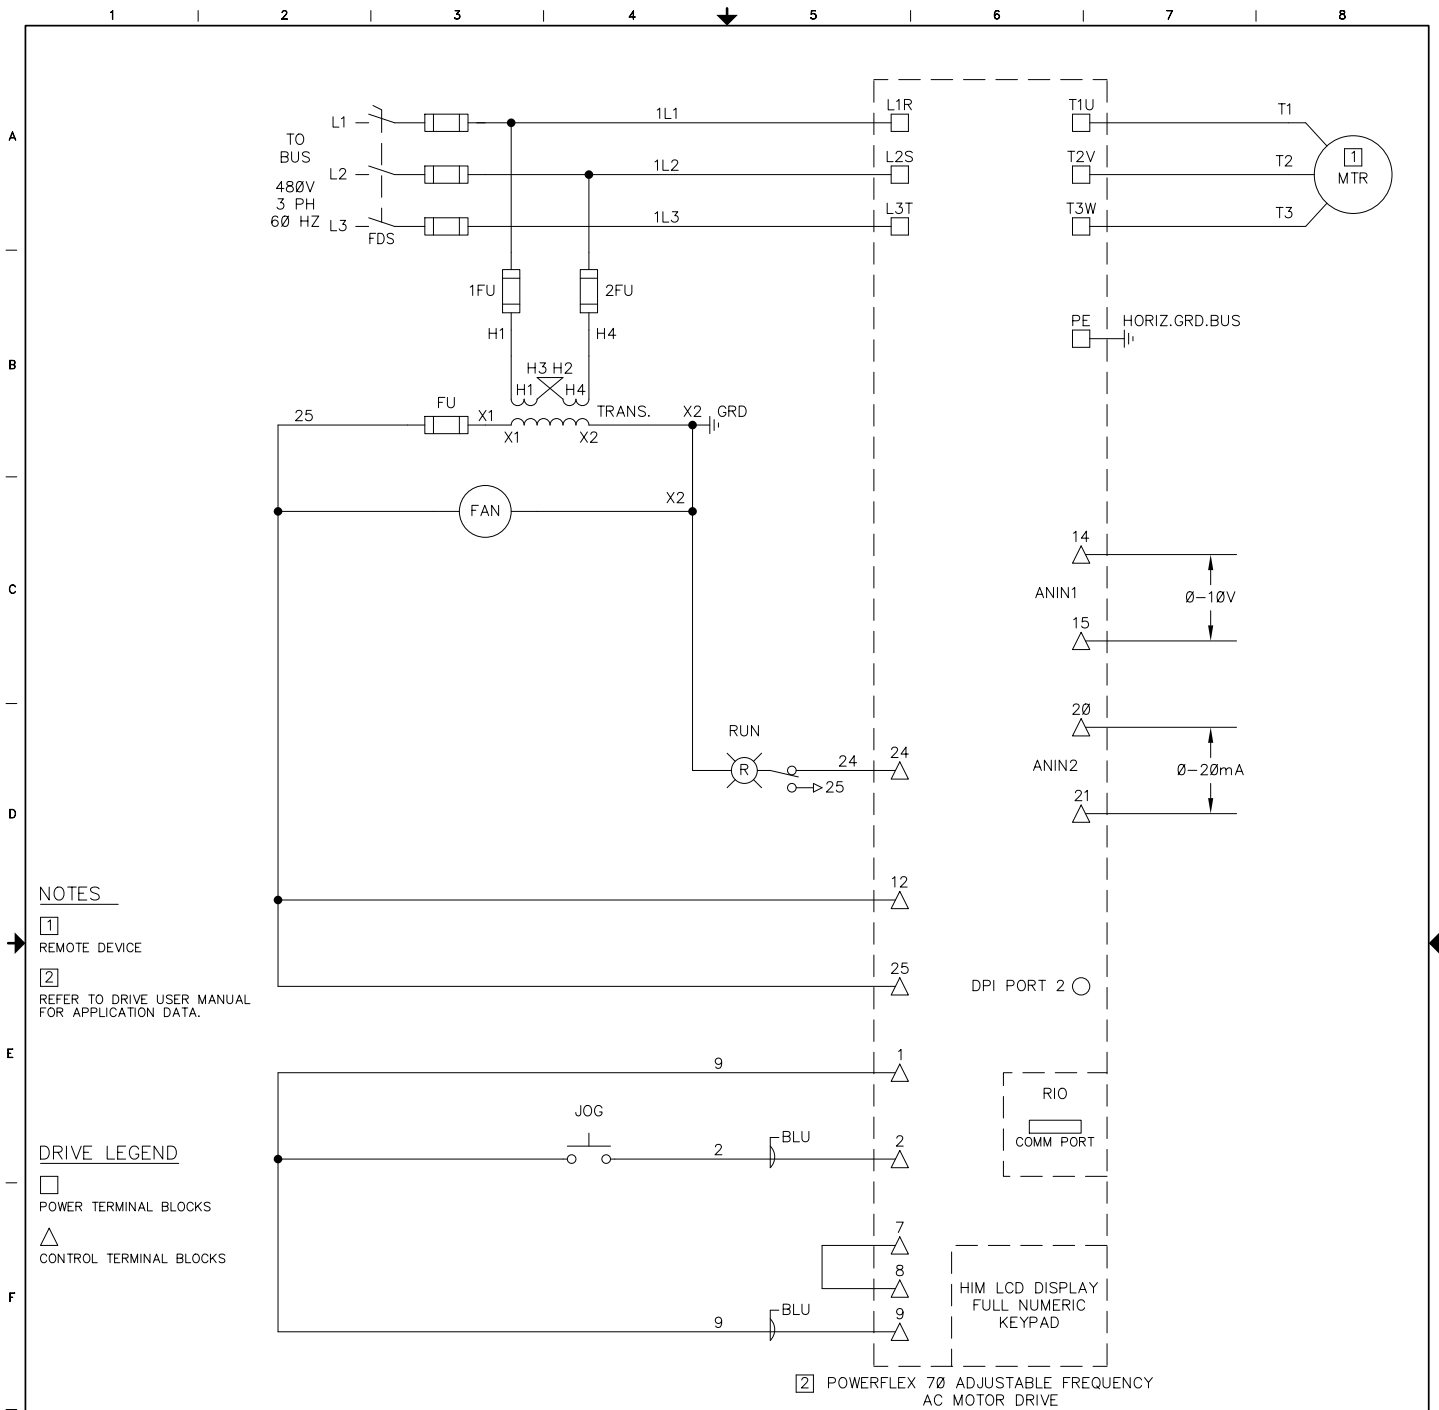 1 2 3 4 5 6 7 8
A
B
C
D
E
F
TO
BUS
480V
3 PH
60 HZ
L1
L2
L3
FDS
1L1
1L2
1L3
L1R
L2S
L3T
T1U
T2V
T3W
T1
T2
T3
1
MTR
1FU
2FU
H1
H4
H3 H2
H1
H4
PE
HORIZ.GRD.BUS
25
FU
X1
X1
X2
TRANS.
X2
GRD
FAN
X2
14
ANIN1
Ø-1ØV
15
RUN
R
24
25
24
2Ø
ANIN2
Ø-2ØmA
21
12
25
DPI PORT 2
NOTES
1
REMOTE DEVICE
2
REFER TO DRIVE USER MANUAL
FOR APPLICATION DATA.
9
1
RIO
COMM PORT
JOG
2
BLU
2
DRIVE LEGEND
POWER TERMINAL BLOCKS
CONTROL TERMINAL BLOCKS
7
8
9
BLU
9
HIM LCD DISPLAY
FULL NUMERIC
KEYPAD
2 POWERFLEX 7Ø ADJUSTABLE FREQUENCY
AC MOTOR DRIVE